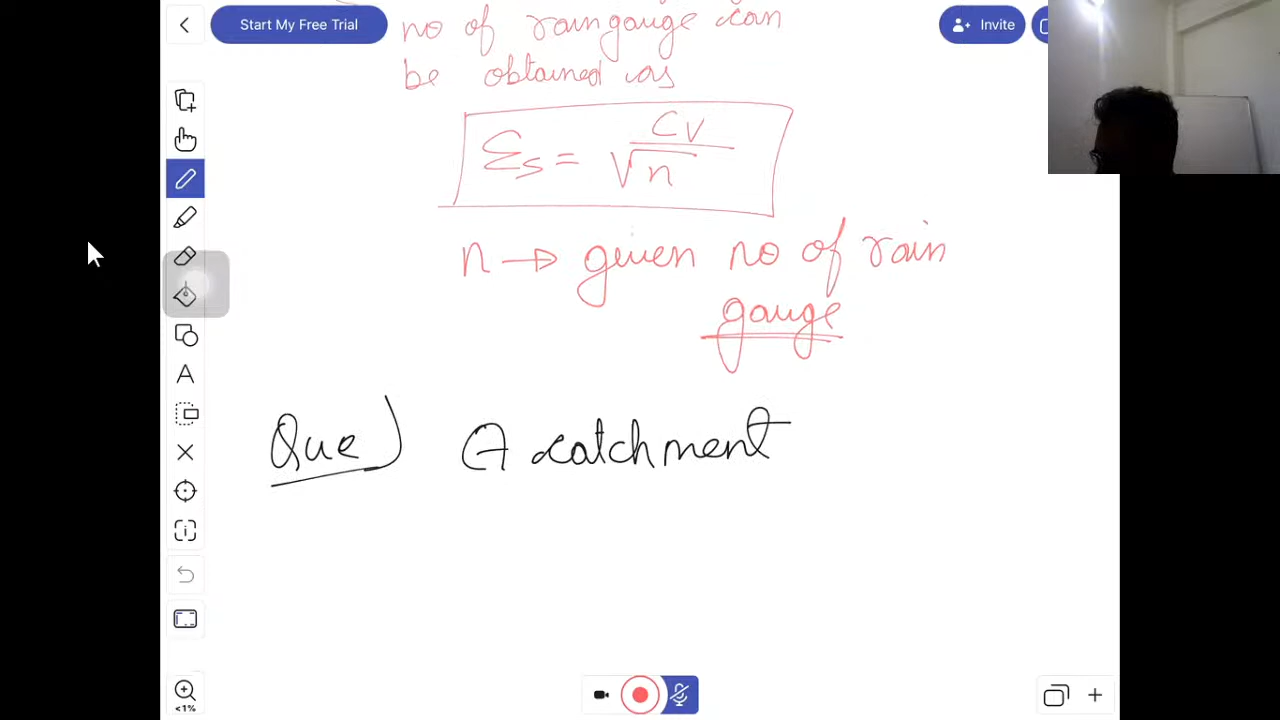 Start My Free Trial
Invite
no of raingauge can
be obtained as
Es = Cv / √n
n → given no of rain
gauge
Que) A catchment
A
<1%